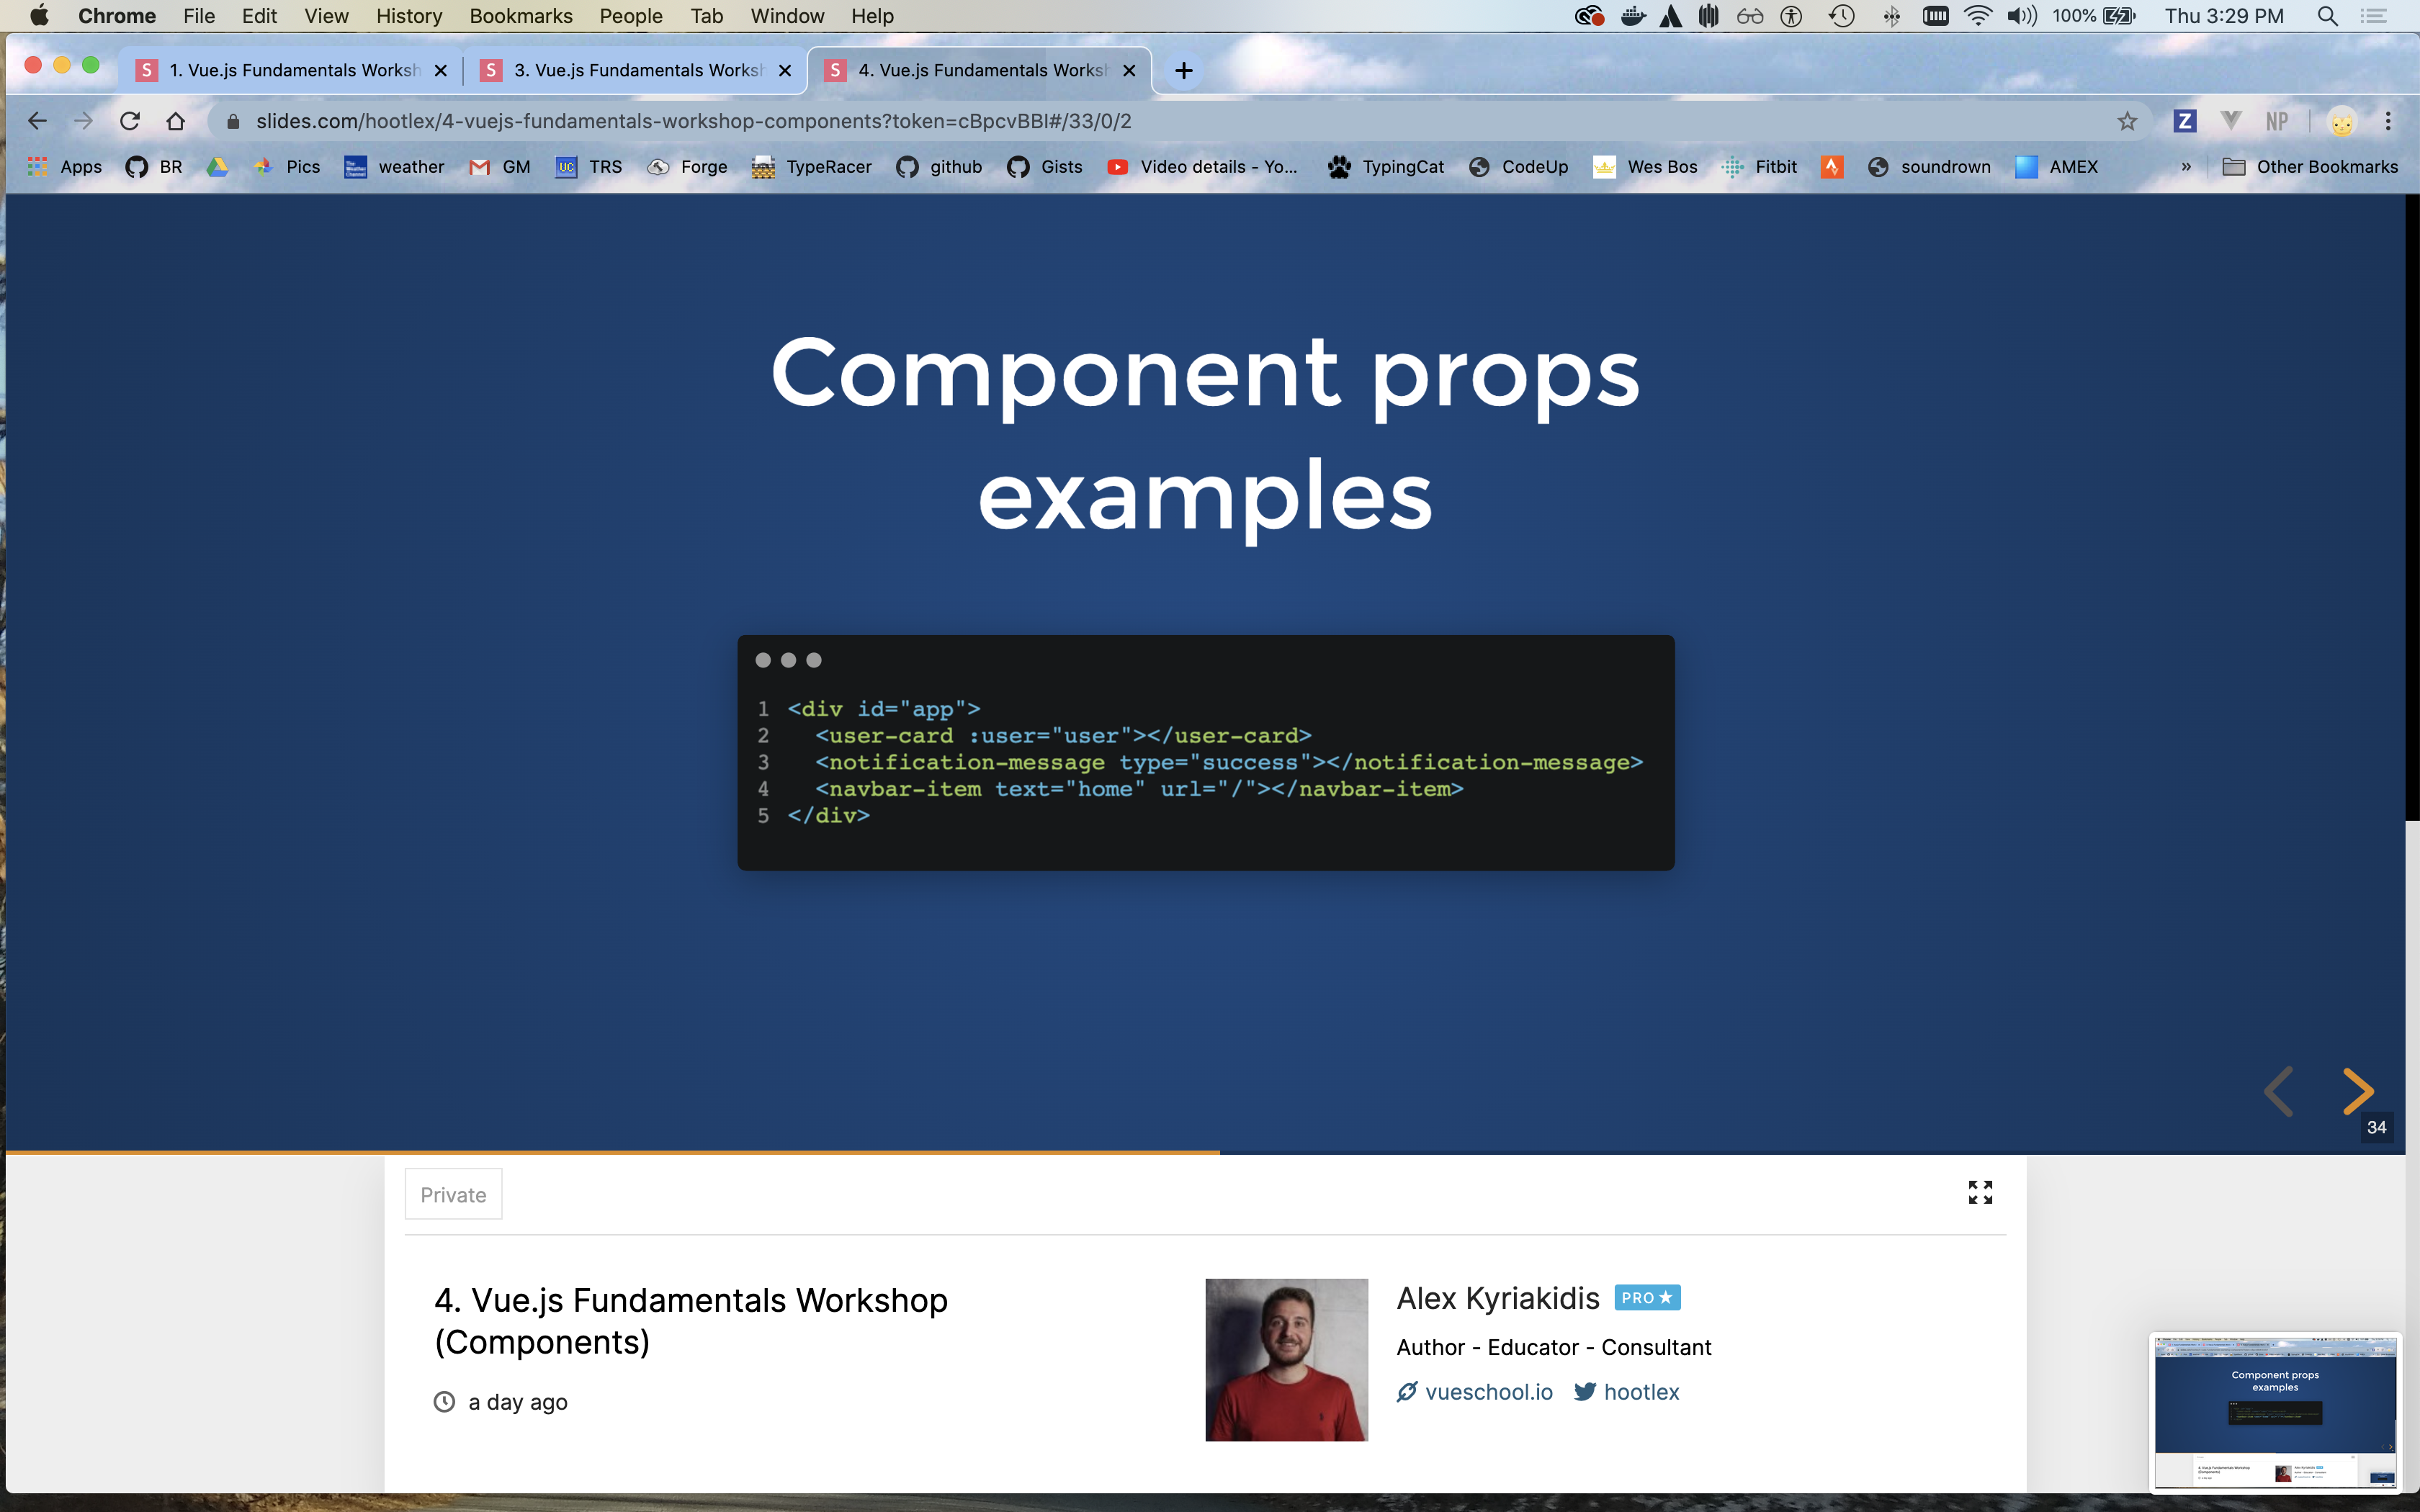 Chrome File Edit View History Bookmarks People Tab Window Help 100% Thu 3:29 PM
S 1. Vue.js Fundamentals Worksh S 3. Vue.js Fundamentals Worksh S 4. Vue.js Fundamentals Worksh
slides.com/hootlex/4-vuejs-fundamentals-workshop-components?token=cBpcvBBI#/33/0/2 Z NP
Apps BR Pics weather GM UC TRS Forge TypeRacer github Gists Video details - Yo... TypingCat CodeUp Wes Bos Fitbit soundrown AMEX » Other Bookmarks
Component props
examples
1 <div id="app">
2 <user-card :user="user"></user-card>
3 <notification-message type="success"></notification-message>
4 <navbar-item text="home" url="/"></navbar-item>
5 </div>
34
Private
4. Vue.js Fundamentals Workshop
(Components)
a day ago
Alex Kyriakidis PRO
Author - Educator - Consultant
vueschool.io hootlex
Component props
examples